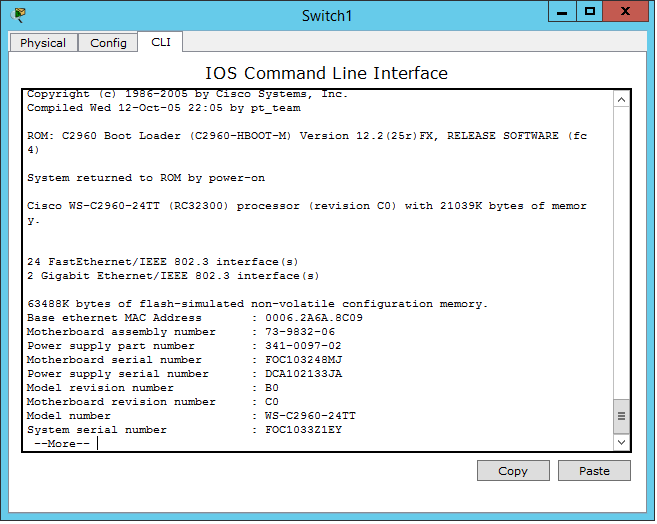 Switch1
Physical Config CLI
IOS Command Line Interface
Copyright (c) 1986-2005 by Cisco Systems, Inc.
Compiled Wed 12-Oct-05 22:05 by pt_team
ROM: C2960 Boot Loader (C2960-HBOOT-M) Version 12.2(25r)FX, RELEASE SOFTWARE (fc
4)
System returned to ROM by power-on
Cisco WS-C2960-24TT (RC32300) processor (revision C0) with 21039K bytes of memor
y.
24 FastEthernet/IEEE 802.3 interface(s)
2 Gigabit Ethernet/IEEE 802.3 interface(s)
63488K bytes of flash-simulated non-volatile configuration memory.
Base ethernet MAC Address : 0006.2A6A.8C09
Motherboard assembly number : 73-9832-06
Power supply part number : 341-0097-02
Motherboard serial number : FOC103248MJ
Power supply serial number : DCA102133JA
Model revision number : B0
Motherboard revision number : C0
Model number : WS-C2960-24TT
System serial number : FOC1033Z1EY
--More--
Copy Paste